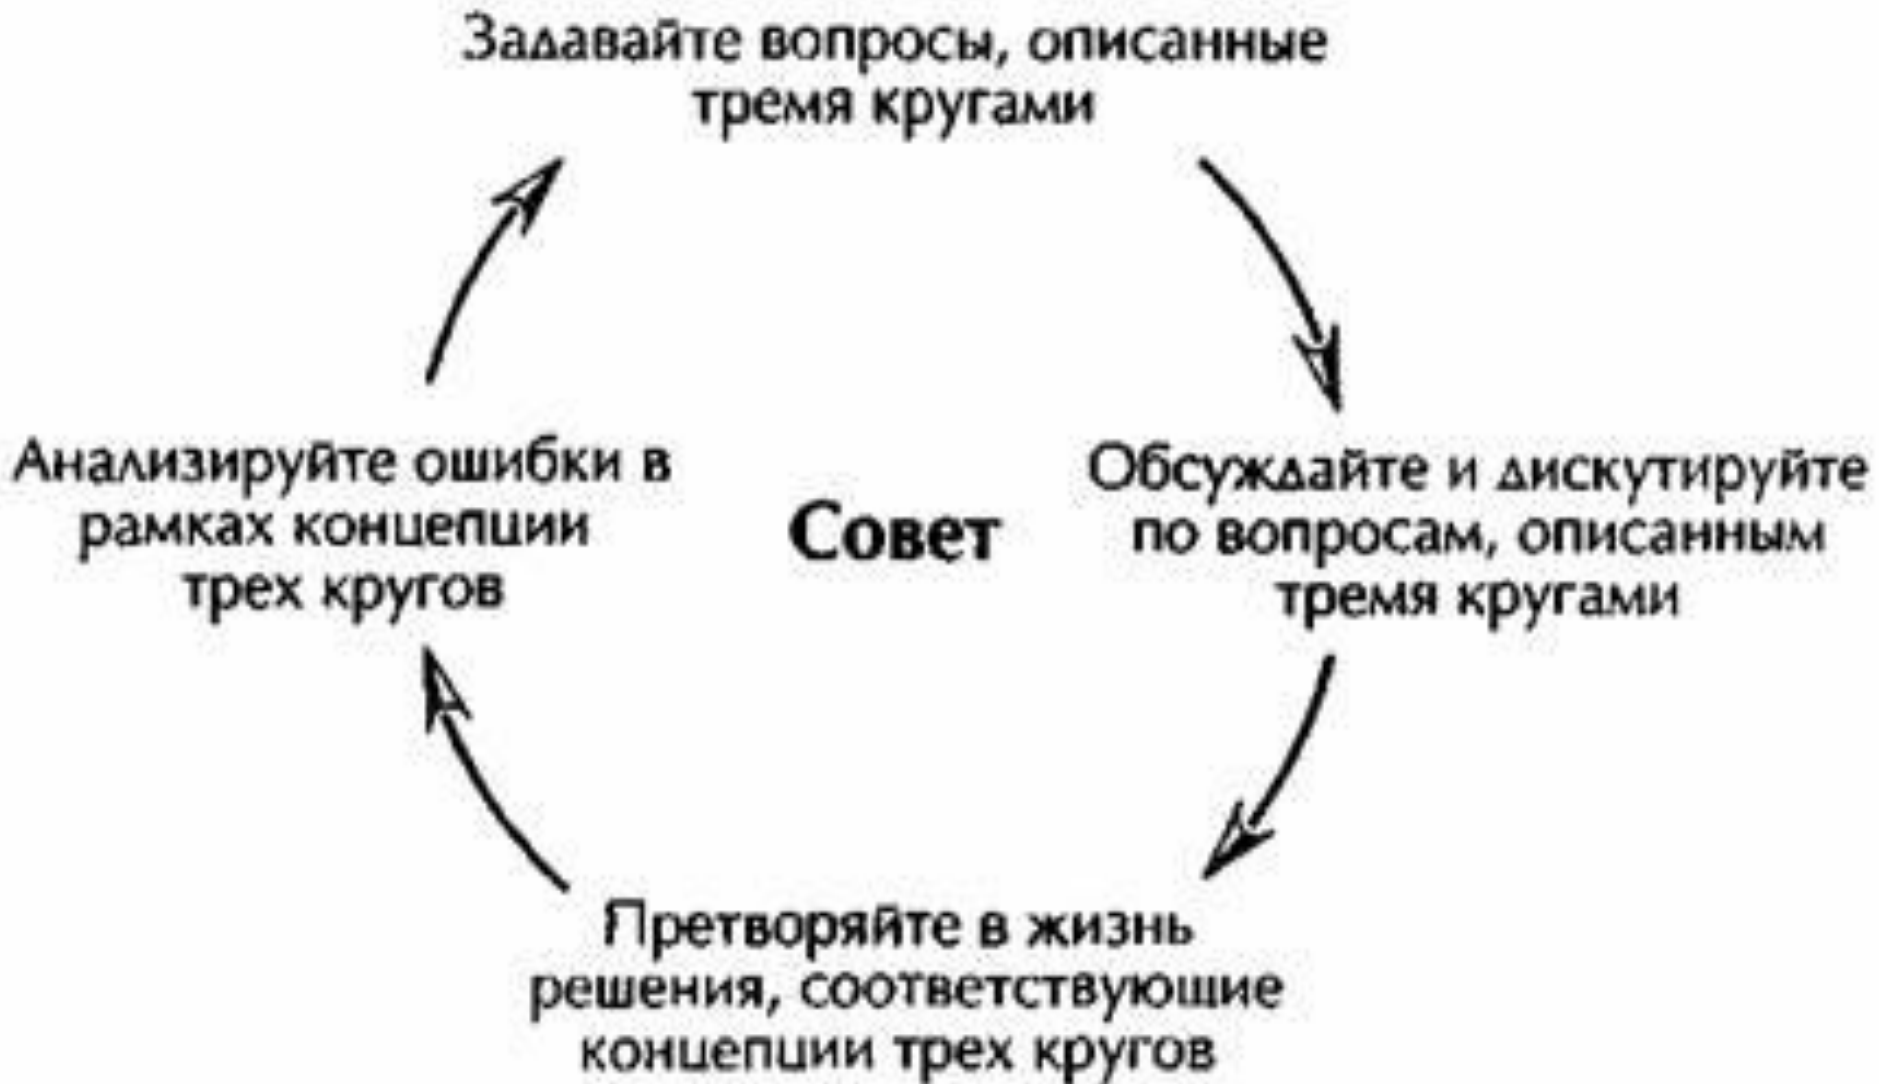 Задавайте вопросы, описанные
тремя кругами
Анализируйте ошибки в
рамках концепции
трех кругов
Совет
Обсуждайте и дискутируйте
по вопросам, описанным
тремя кругами
Претворяйте в жизнь
решения, соответствующие
концепции трех кругов